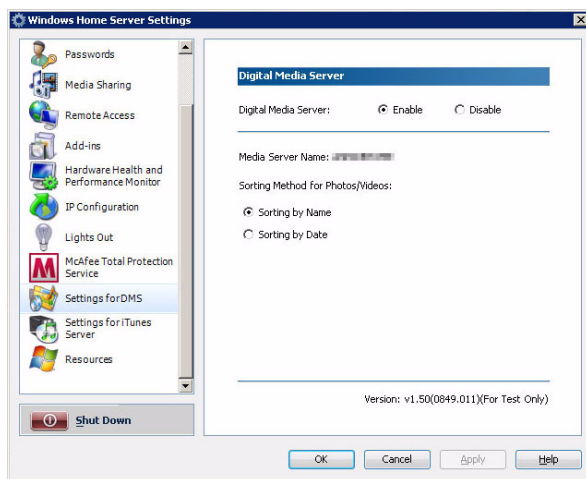 Windows Home Server Settings
Passwords
Media Sharing
Remote Access
Add-ins
Hardware Health and
Performance Monitor
IP Configuration
Lights Out
McAfee Total Protection
Service
Settings for DMS
Settings for iTunes
Server
Resources
Shut Down
Digital Media Server
Digital Media Server: Enable Disable
Media Server Name:
Sorting Method for Photos/Videos:
Sorting by Name
Sorting by Date
Version: v1.50(0849.011)(For Test Only)
OK Cancel Apply Help